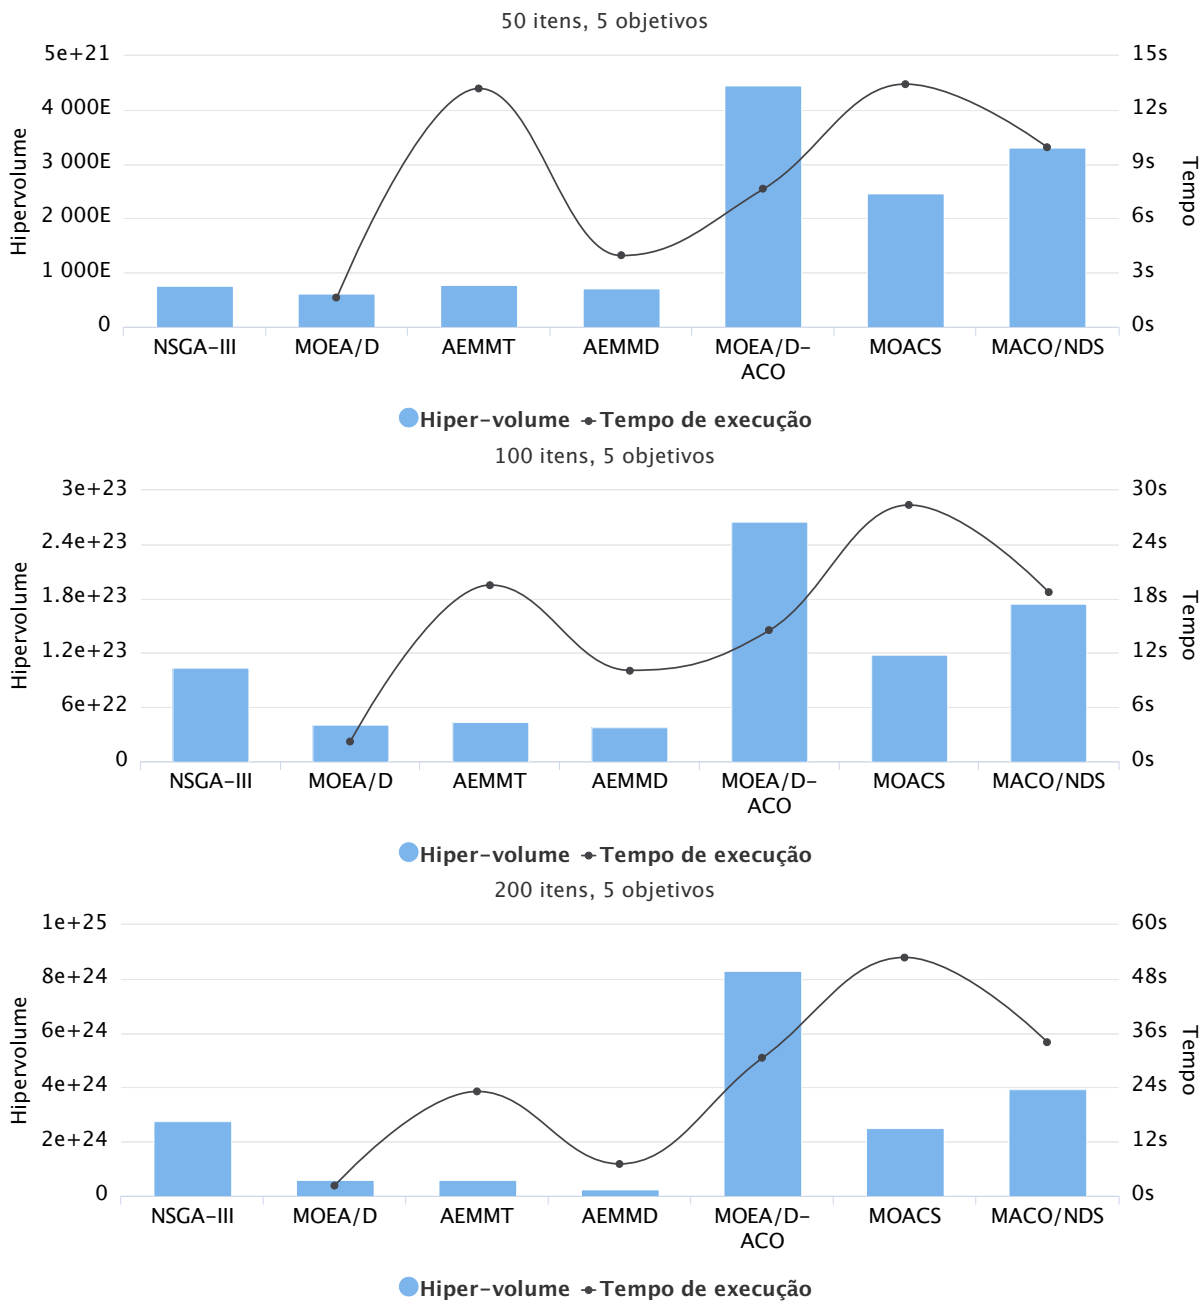 50 itens, 5 objetivos
5e+21
4 000E
3 000E
2 000E
1 000E
0
Hipervolume
15s
12s
9s
6s
3s
0s
Tempo
NSGA-III MOEA/D AEMMT AEMMD MOEA/D-ACO MOACS MACO/NDS
Hiper-volume Tempo de execução
100 itens, 5 objetivos
3e+23
2.4e+23
1.8e+23
1.2e+23
6e+22
0
Hipervolume
30s
24s
18s
12s
6s
0s
Tempo
NSGA-III MOEA/D AEMMT AEMMD MOEA/D-ACO MOACS MACO/NDS
Hiper-volume Tempo de execução
200 itens, 5 objetivos
1e+25
8e+24
6e+24
4e+24
2e+24
0
Hipervolume
60s
48s
36s
24s
12s
0s
Tempo
NSGA-III MOEA/D AEMMT AEMMD MOEA/D-ACO MOACS MACO/NDS
Hiper-volume Tempo de execução